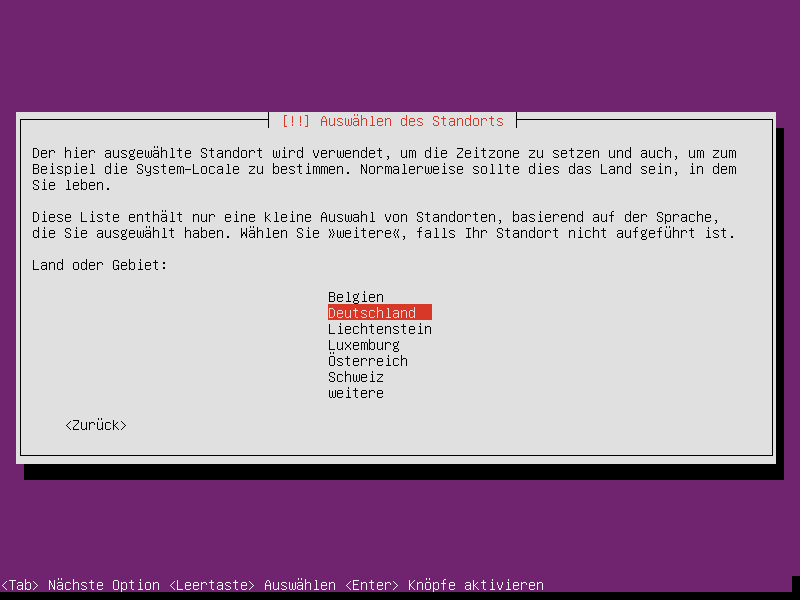 [!!] Auswählen des Standorts
Der hier ausgewählte Standort wird verwendet, um die Zeitzone zu setzen und auch, um zum
Beispiel die System-Locale zu bestimmen. Normalerweise sollte dies das Land sein, in dem
Sie leben.
Diese Liste enthält nur eine kleine Auswahl von Standorten, basierend auf der Sprache,
die Sie ausgewählt haben. Wählen Sie »weitere«, falls Ihr Standort nicht aufgeführt ist.
Land oder Gebiet:
Belgien
Deutschland
Liechtenstein
Luxemburg
Österreich
Schweiz
weitere
<Zurück>
<Tab> Nächste Option <Leertaste> Auswählen <Enter> Knöpfe aktivieren